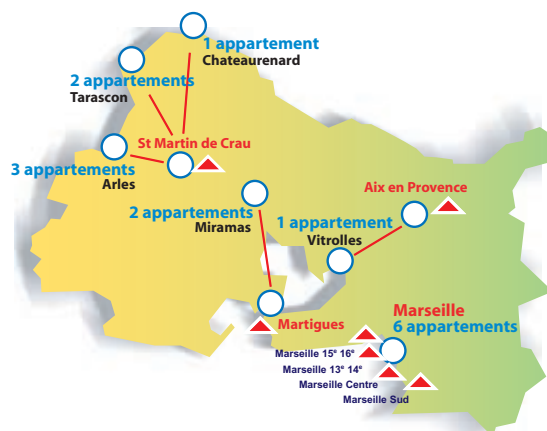 1 appartement
Chateaurenard
2 appartements
Tarascon
St Martin de Crau
3 appartements
Arles
Aix en Provence
2 appartements
Miramas
1 appartement
Vitrolles
Martigues
Marseille
6 appartements
Marseille 15e 16e
Marseille 13e 14e
Marseille Centre
Marseille Sud